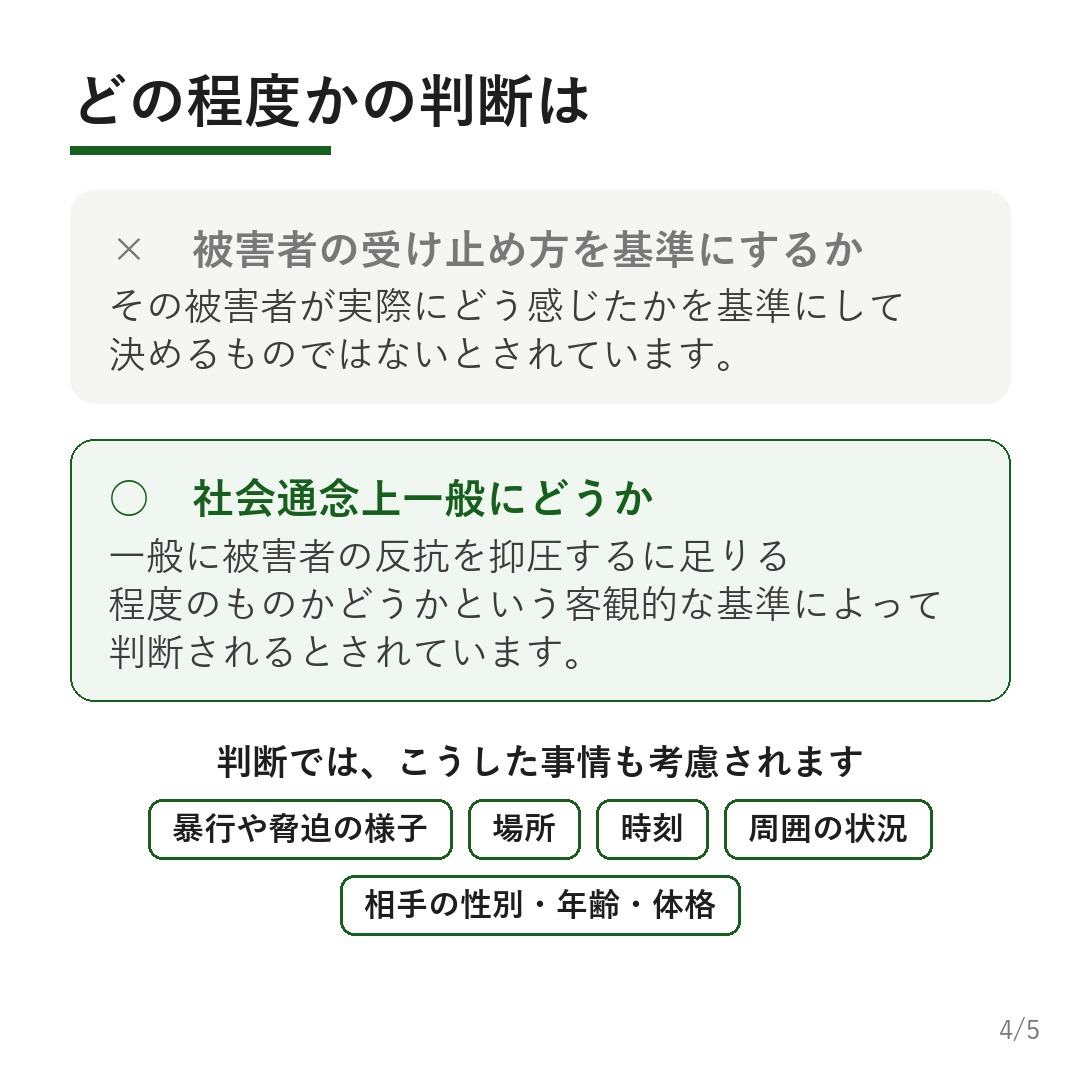 どの程度かの判断は
× 被害者の受け止め方を基準にするか
その被害者が実際にどう感じたかを基準にして
決めるものではないとされています。
○ 社会通念上一般にどうか
一般に被害者の反抗を抑圧するに足りる
程度のものかどうかという客観的な基準によって
判断されるとされています。
判断では、こうした事情も考慮されます
暴行や脅迫の様子 場所 時刻 周囲の状況
相手の性別・年齢・体格
4/5